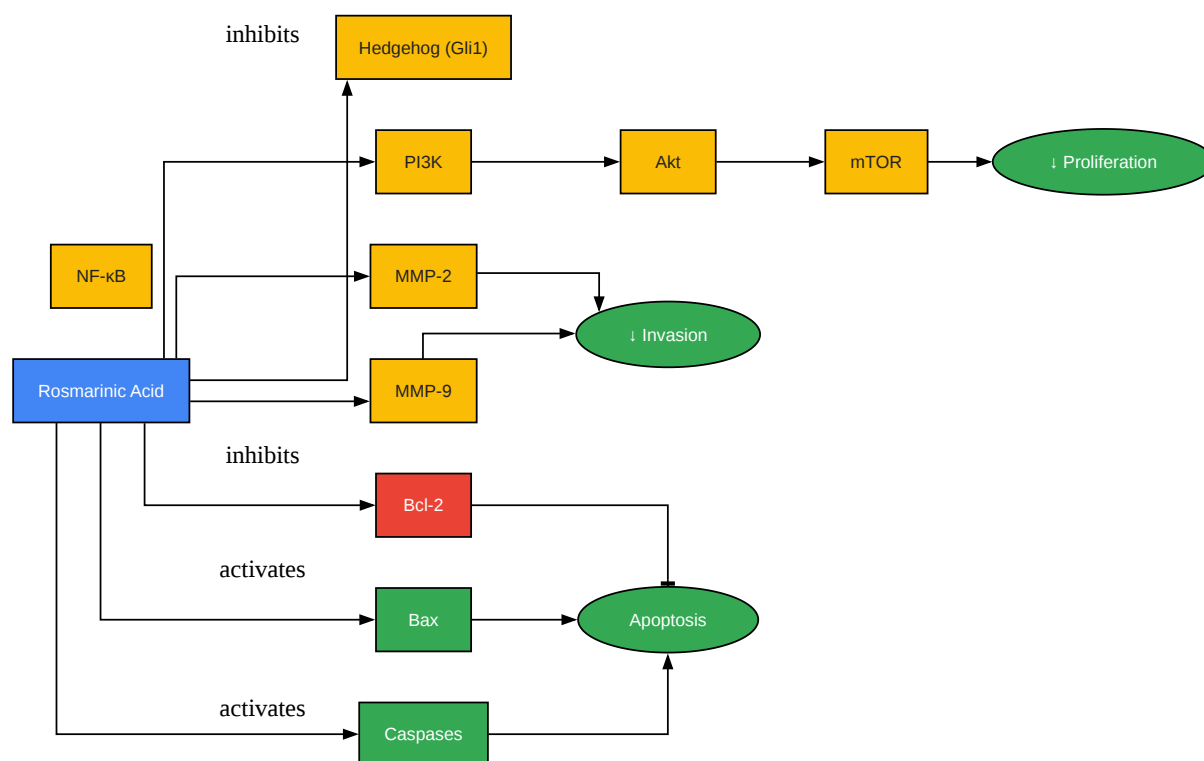 inhibits
Hedgehog (Gli1)
PI3K
Akt
mTOR
↓ Proliferation
NF-κB
MMP-2
↓ Invasion
Rosmarinic Acid
MMP-9
inhibits
Bcl-2
activates
Bax
Apoptosis
activates
Caspases